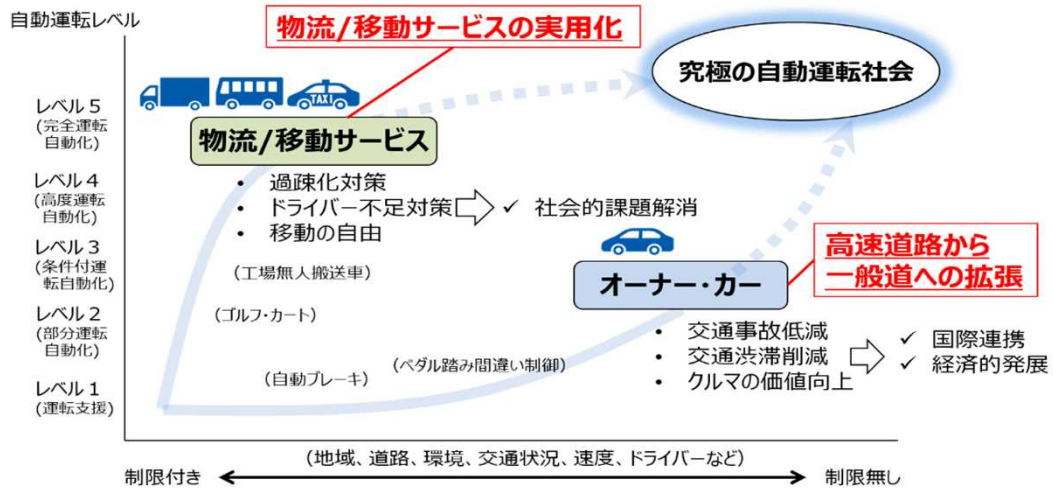 自動運転レベル
物流/移動サービスの実用化
究極の自動運転社会
TAXI
レベル5
(完全運転
自動化)
物流/移動サービス
レベル4
(高度運転
自動化)
• 過疎化対策
• ドライバー不足対策
• 移動の自由
✓ 社会的課題解消
レベル3
(条件付運
転自動化)
(工場無人搬送車)
オーナー・カー
高速道路から
一般道への拡張
レベル2
(部分運転
自動化)
(ゴルフ・カート)
• 交通事故低減
• 交通渋滞削減
• クルマの価値向上
✓ 国際連携
✓ 経済的発展
レベル1
(運転支援)
(自動ブレーキ)
(ペダル踏み間違い制御)
(地域、道路、環境、交通状況、速度、ドライバーなど)
制限付き
制限無し